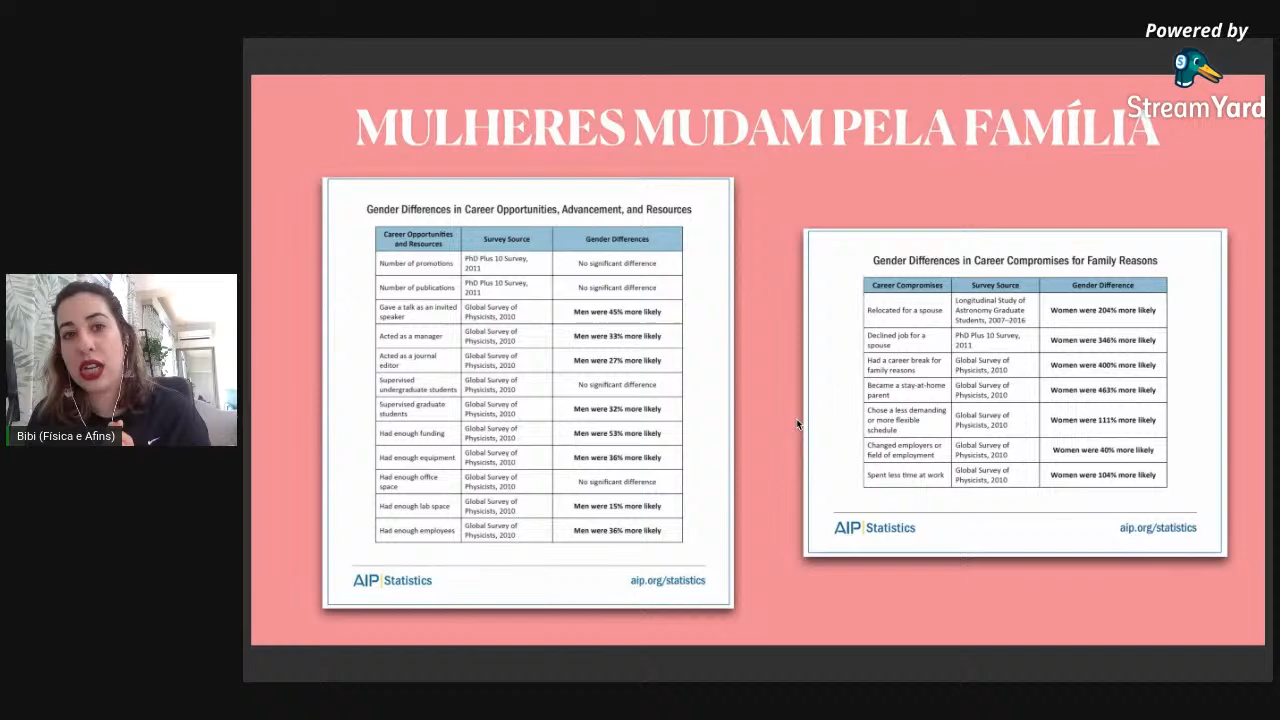 Powered by
StreamYard
MULHERES MUDAM PELA FAMÍLIA
Gender Differences in Career Opportunities, Advancement, and Resources
Career Opportunities and Resources Survey Source Gender Differences
Number of promotions PhD Plus 10 Survey, 2011 No significant difference
Number of publications PhD Plus 10 Survey, 2011 No significant difference
Gave a talk as an invited speaker Global Survey of Physicists, 2010 Men were 45% more likely
Acted as a manager Global Survey of Physicists, 2010 Men were 33% more likely
Acted as a journal editor Global Survey of Physicists, 2010 Men were 27% more likely
Supervised undergraduate students Global Survey of Physicists, 2010 No significant difference
Supervised graduate students Global Survey of Physicists, 2010 Men were 32% more likely
Had enough funding Global Survey of Physicists, 2010 Men were 53% more likely
Had enough equipment Global Survey of Physicists, 2010 Men were 36% more likely
Had enough office space Global Survey of Physicists, 2010 No significant difference
Had enough lab space Global Survey of Physicists, 2010 Men were 15% more likely
Had enough employees Global Survey of Physicists, 2010 Men were 36% more likely
AIP Statistics aip.org/statistics
Gender Differences in Career Compromises for Family Reasons
Career Compromises Survey Source Gender Difference
Relocated for a spouse Longitudinal Study of Astronomy Graduate Students, 2007–2016 Women were 204% more likely
Declined job for a spouse PhD Plus 10 Survey, 2011 Women were 346% more likely
Had a career break for family reasons Global Survey of Physicists, 2010 Women were 400% more likely
Became a stay-at-home parent Global Survey of Physicists, 2010 Women were 463% more likely
Chose a less demanding or more flexible schedule Global Survey of Physicists, 2010 Women were 111% more likely
Changed employers or field of employment Global Survey of Physicists, 2010 Women were 40% more likely
Spent less time at work Global Survey of Physicists, 2010 Women were 104% more likely
AIP Statistics aip.org/statistics
Bibi (Física e Afins)